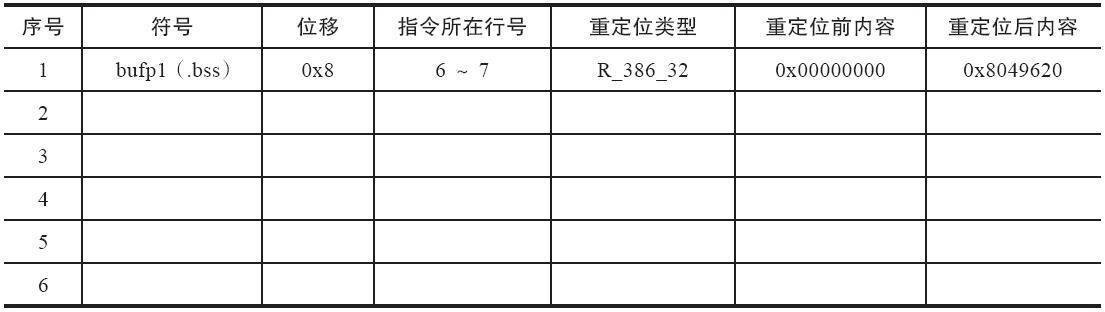 序号 符号 位移 指令所在行号 重定位类型 重定位前内容 重定位后内容
1 bufp1（.bss） 0x8 6 ~ 7 R_386_32 0x00000000 0x8049620
2
3
4
5
6